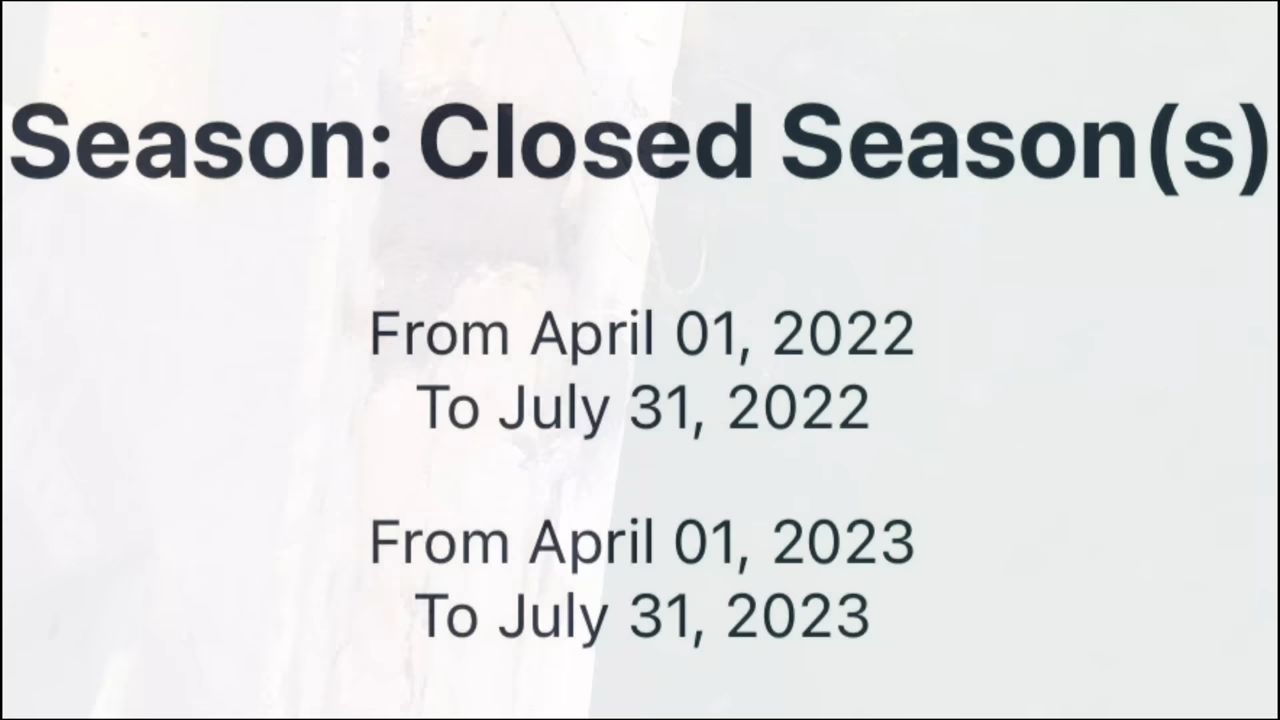 Season: Closed Season(s)
From April 01, 2022
To July 31, 2022
From April 01, 2023
To July 31, 2023